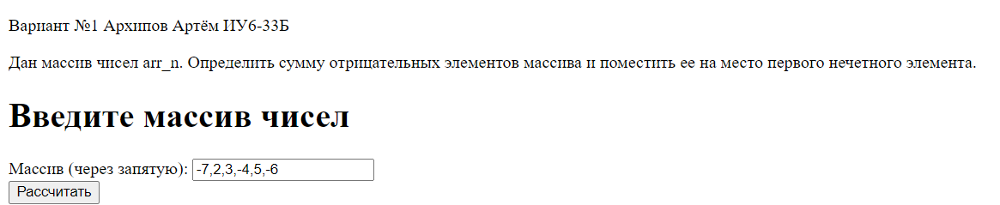 Вариант №1 Архипов Артём ИУ6-33Б
Дан массив чисел arr_n. Определить сумму отрицательных элементов массива и поместить ее на место первого нечетного элемента.
Введите массив чисел
Массив (через запятую): -7,2,3,-4,5,-6
Рассчитать